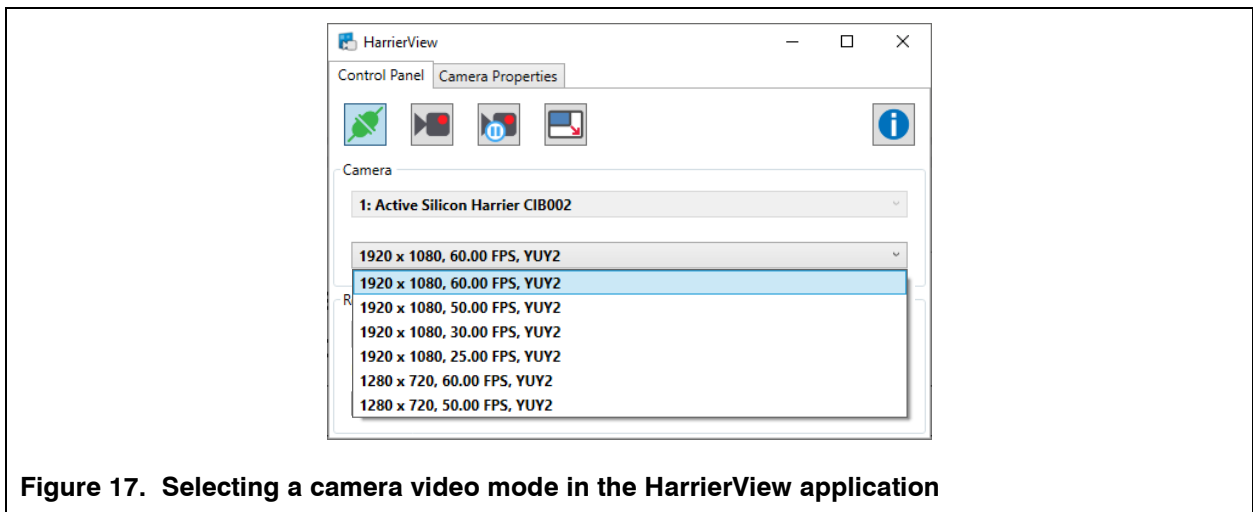 HarrierView
Control Panel Camera Properties
Camera
1: Active Silicon Harrier CIB002
1920 x 1080, 60.00 FPS, YUY2
1920 x 1080, 60.00 FPS, YUY2
R
1920 x 1080, 50.00 FPS, YUY2
1920 x 1080, 30.00 FPS, YUY2
1920 x 1080, 25.00 FPS, YUY2
1280 x 720, 60.00 FPS, YUY2
1280 x 720, 50.00 FPS, YUY2
Figure 17. Selecting a camera video mode in the HarrierView application